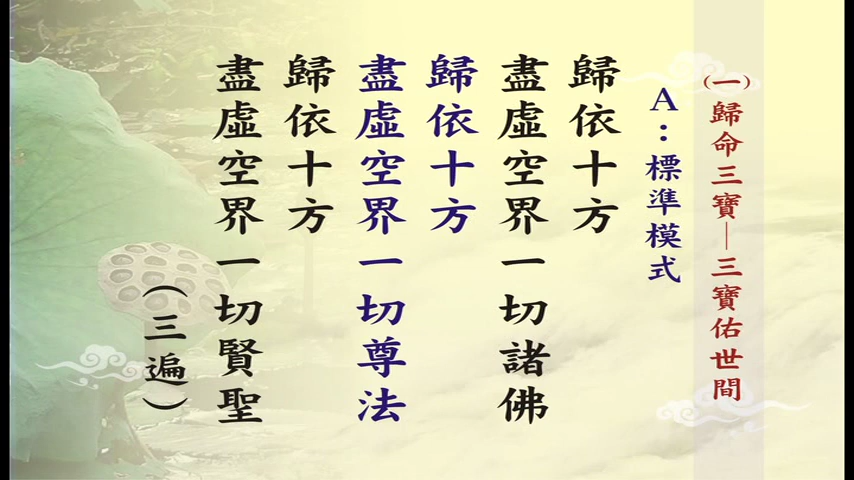 (一)歸命三寶—三寶佑世間
A：標準模式
歸依十方
盡虛空界一切諸佛
歸依十方
盡虛空界一切尊法
歸依十方
盡虛空界一切賢聖
(三遍)